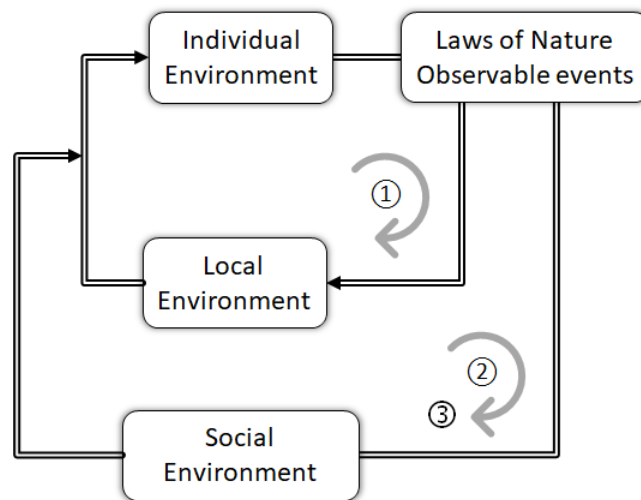 Individual
Environment
Laws of Nature
Observable events
①
Local
Environment
②
③
Social
Environment